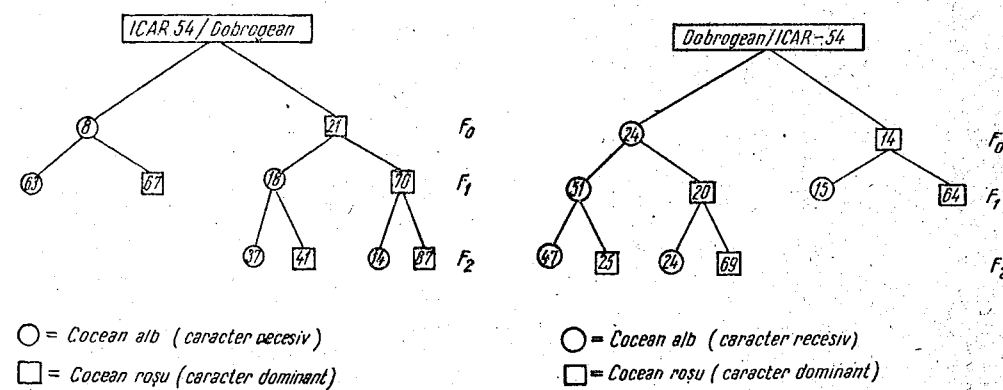 ICAR 54 / Dobrogean
8 21 F0
63 67 18 70 F1
37 41 14 87 F2
○ = Cocean alb (caracter recesiv)
□ = Cocean roșu (caracter dominant)
Dobrogean/ICAR-54
24 14 F0
51 20 15 64 F1
47 25 24 69 F2
○ = Cocean alb (caracter recesiv)
□ = Cocean roșu (caracter dominant)